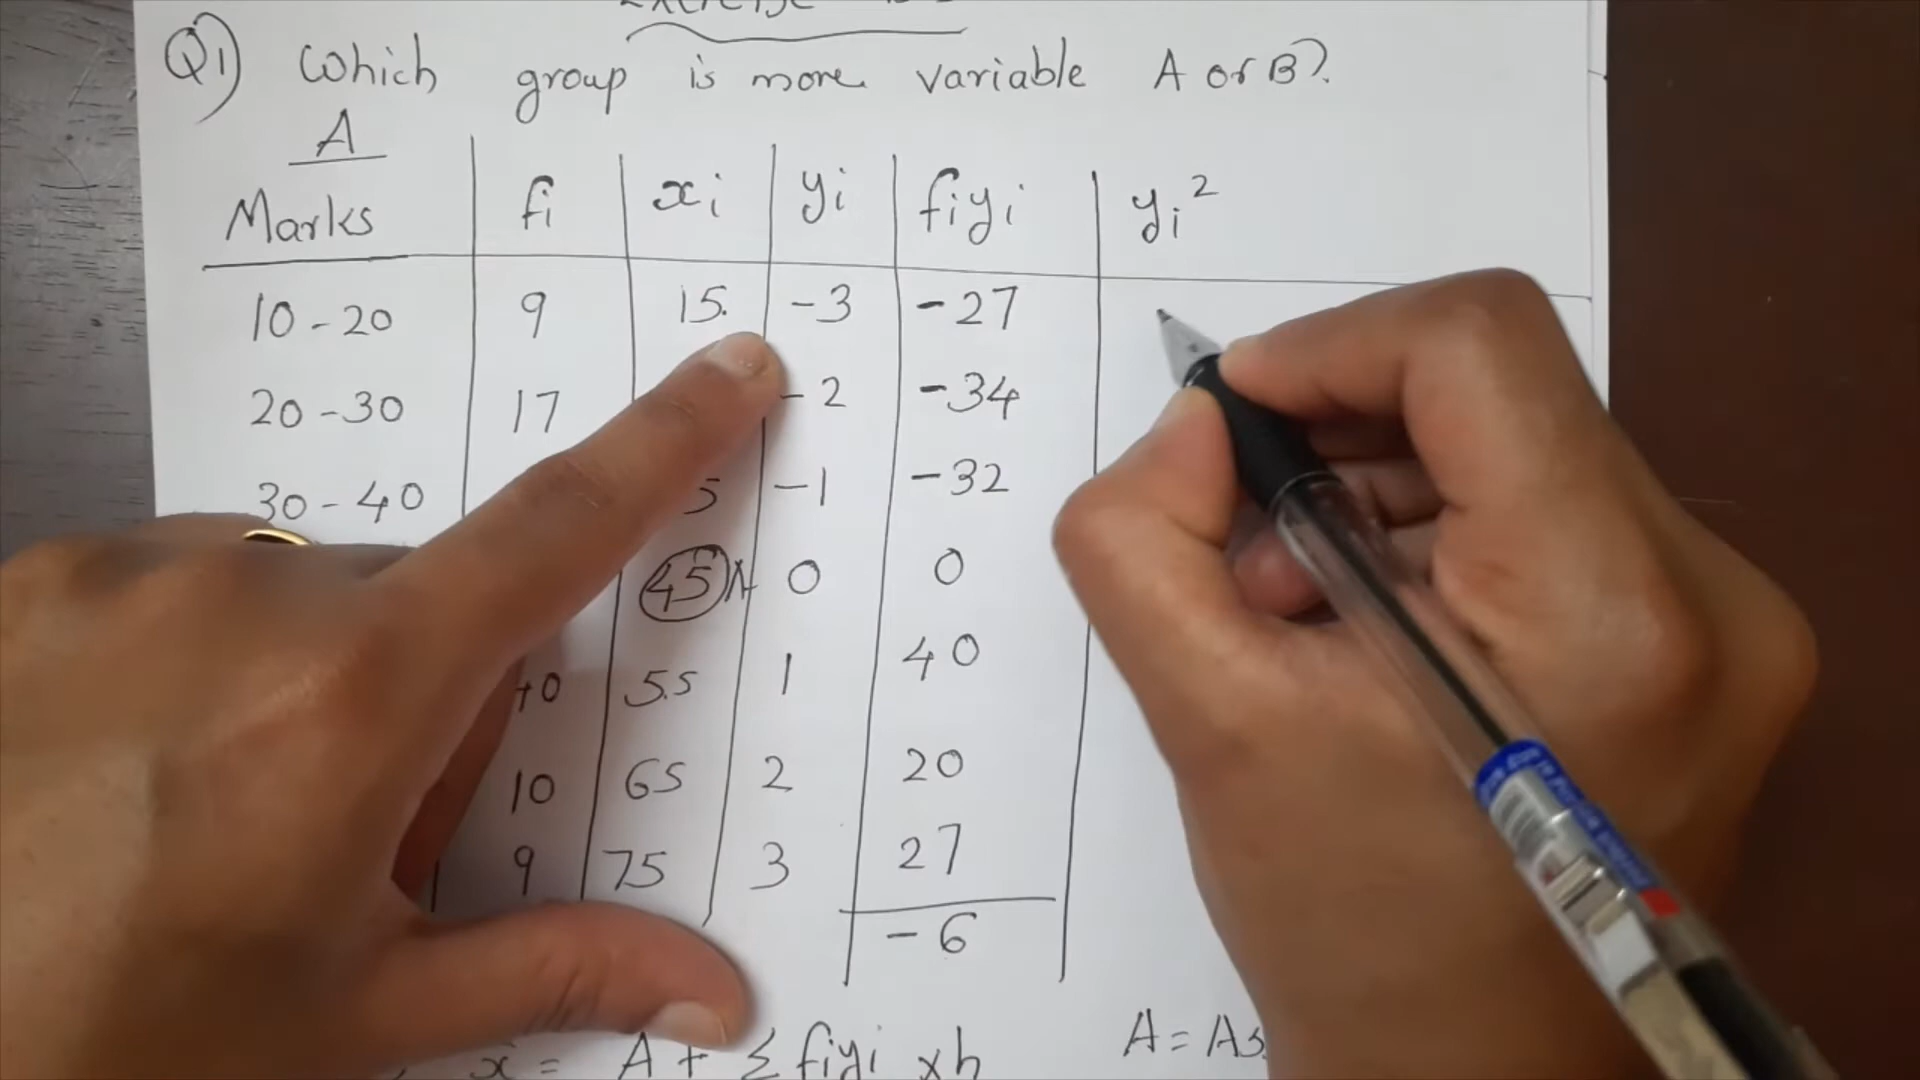 Q1) Which group is more variable A or B?
A
Marks fi xi yi fiyi yi²
10-20 9 15. -3 -27
20-30 17 -2 -34
30-40 5 -1 -32
45 A 0 0
40 55 1 40
10 65 2 20
9 75 3 27
-6
x̄ = A + Σfiyi xh A = As